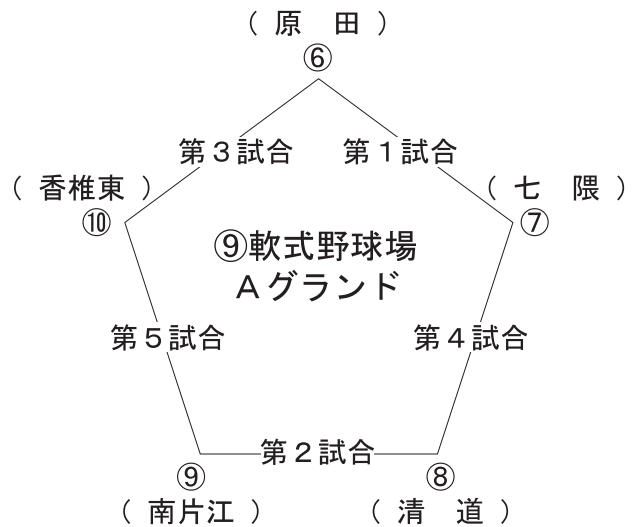 （原　田）
⑥
第３試合
第１試合
（香椎東）
⑩
（七　隈）
⑦
⑨軟式野球場
Ａグランド
第５試合
第４試合
第２試合
⑨
（南片江）
⑧
（清　道）